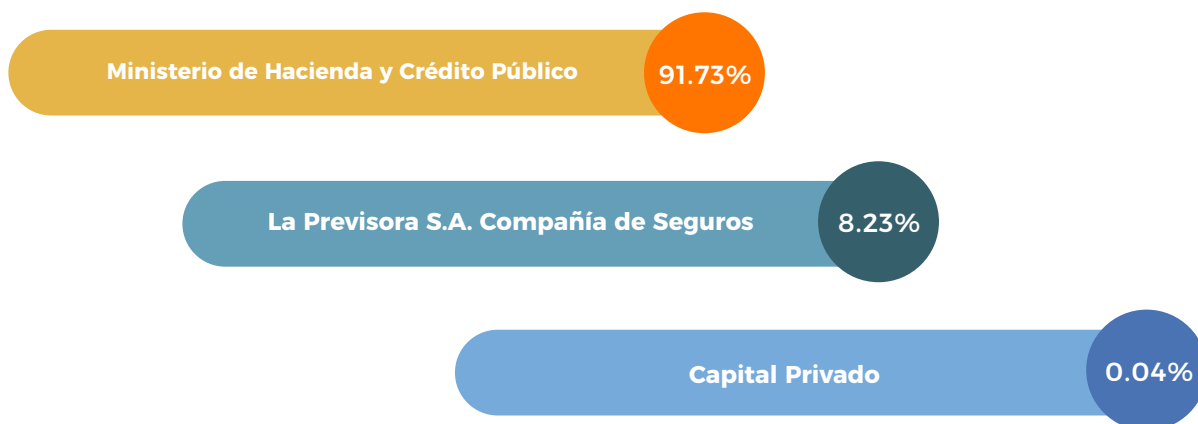 Ministerio de Hacienda y Crédito Público
91.73%
La Previsora S.A. Compañía de Seguros
8.23%
Capital Privado
0.04%